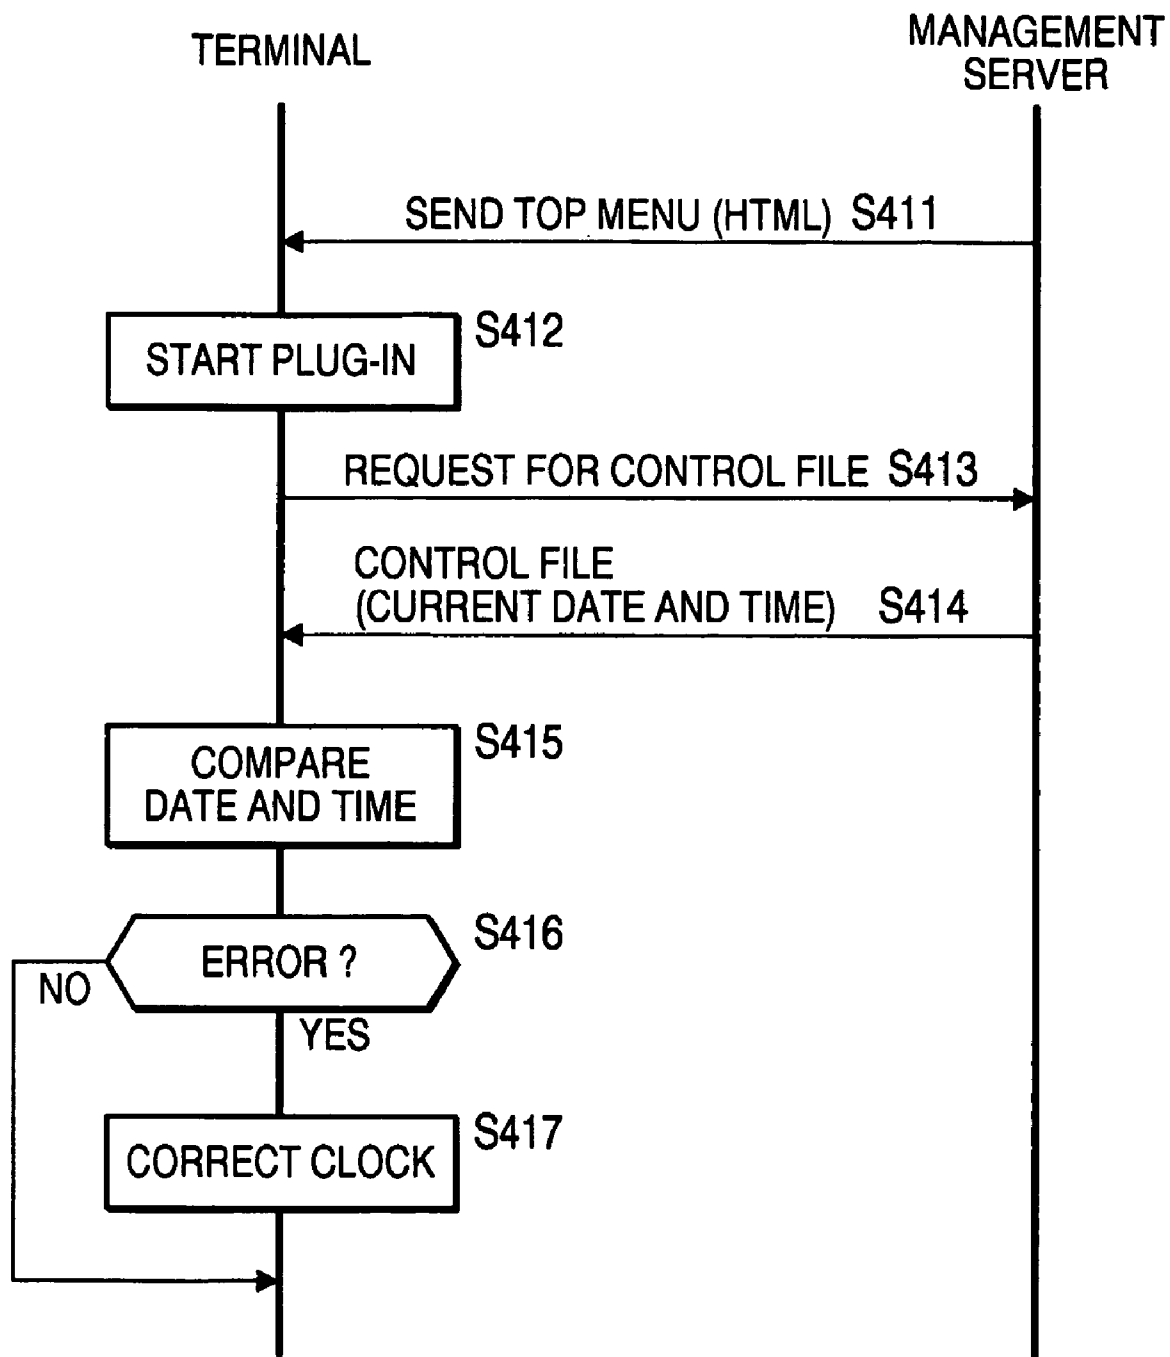 TERMINAL
MANAGEMENT
SERVER
SEND TOP MENU (HTML) S411
START PLUG-IN
S412
REQUEST FOR CONTROL FILE S413
CONTROL FILE
(CURRENT DATE AND TIME) S414
COMPARE
DATE AND TIME
S415
ERROR ?
S416
NO
YES
CORRECT CLOCK
S417